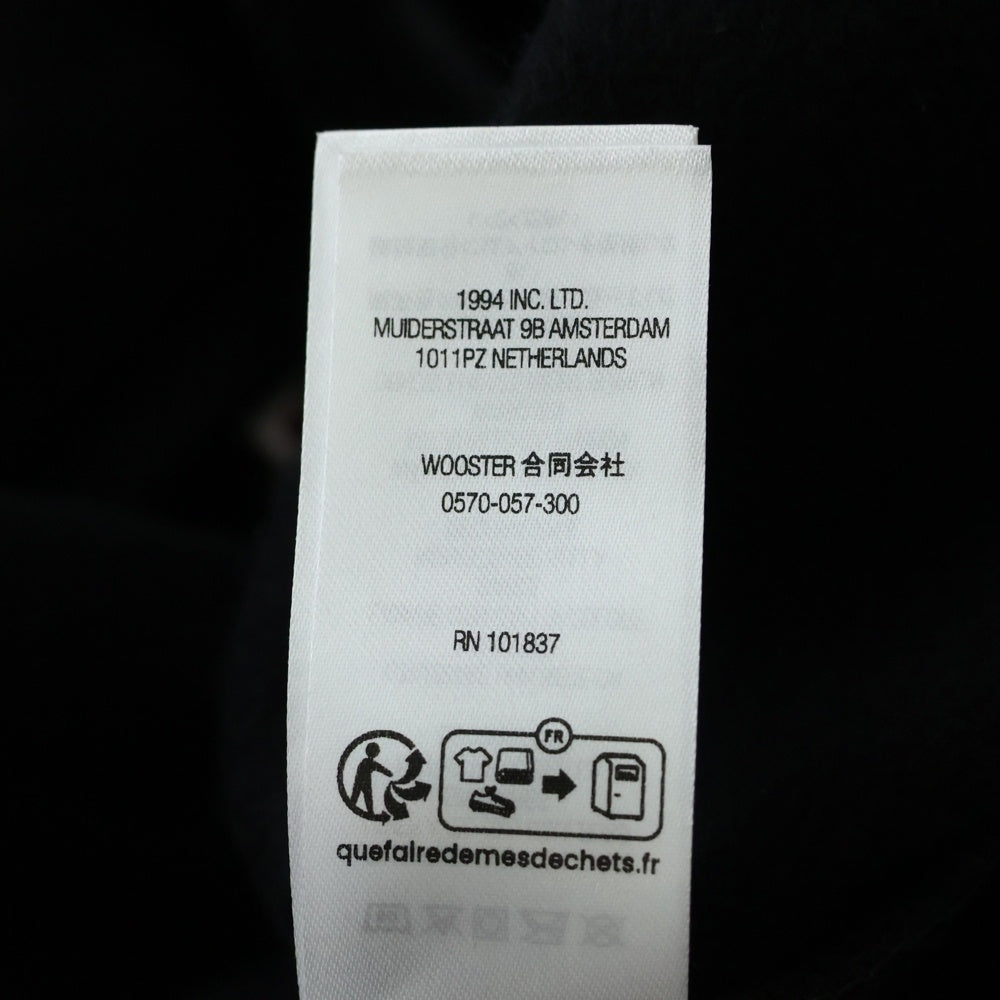 1994 INC. LTD.
MUIDERSTRAAT 9B AMSTERDAM
1011PZ NETHERLANDS
WOOSTER 合同会社
0570-057-300
RN 101837
FR
quefairedemesdechets.fr